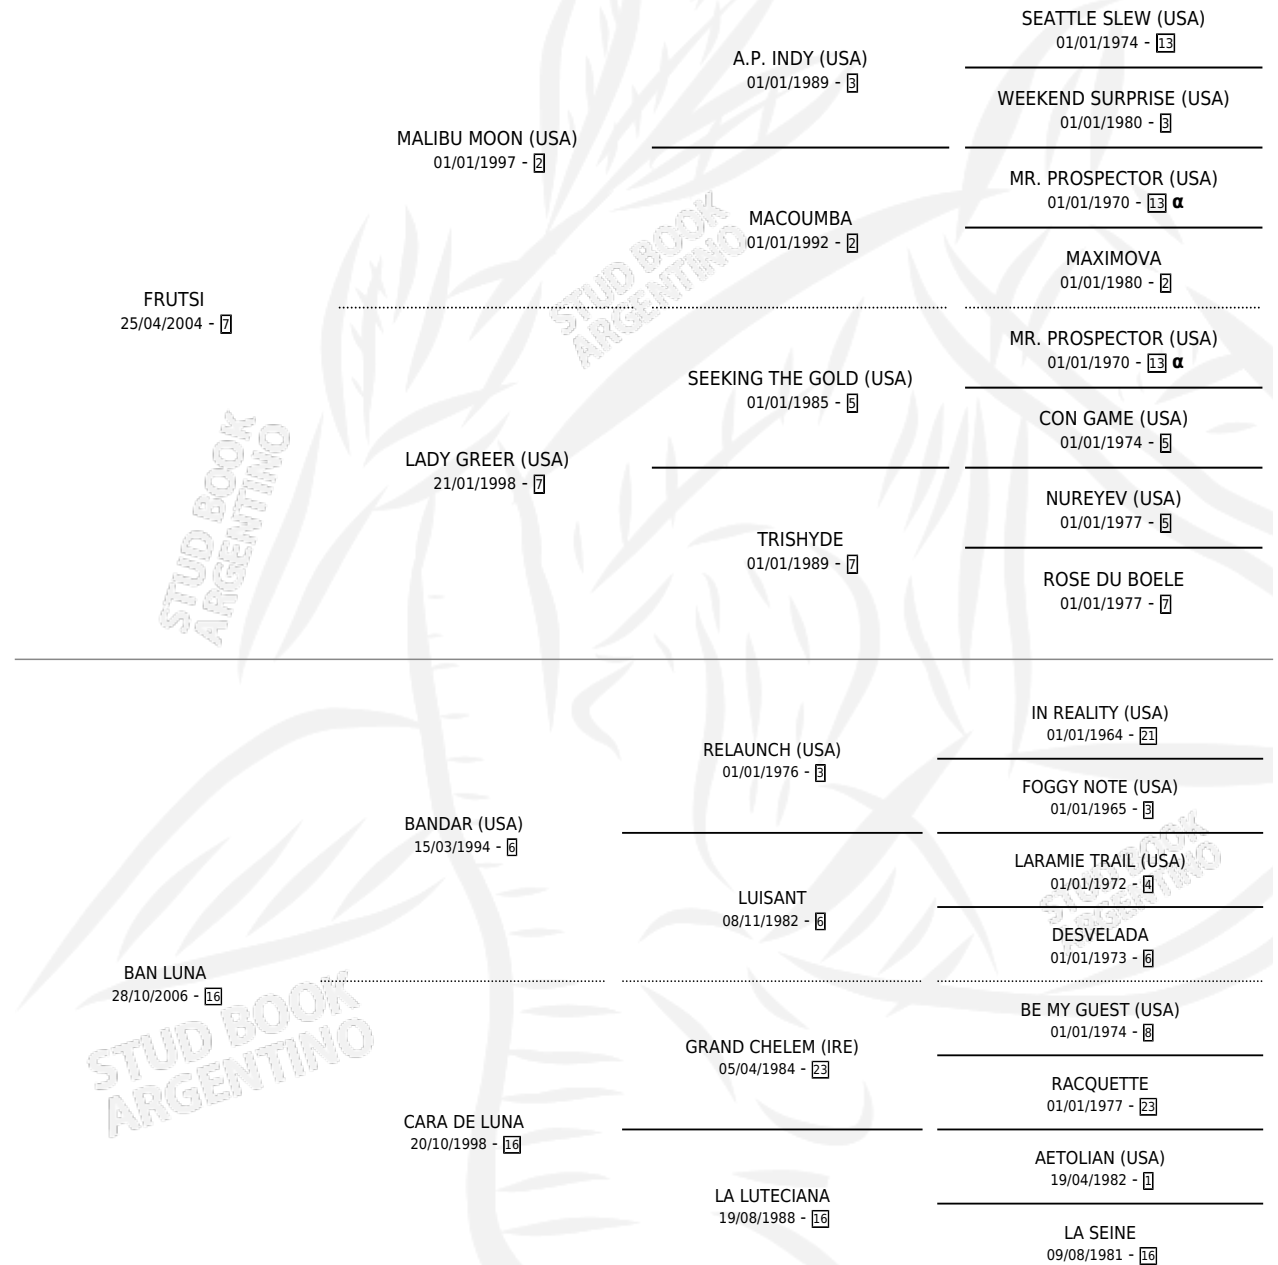 SEATTLE SLEW (USA)
01/01/1974 - 13
A.P. INDY (USA)
01/01/1989 - 3
WEEKEND SURPRISE (USA)
01/01/1980 - 3
MALIBU MOON (USA)
01/01/1997 - 2
MR. PROSPECTOR (USA)
01/01/1970 - 13 α
MACOUMBA
01/01/1992 - 2
MAXIMOVA
01/01/1980 - 2
FRUTSI
25/04/2004 - 7
MR. PROSPECTOR (USA)
01/01/1970 - 13 α
SEEKING THE GOLD (USA)
01/01/1985 - 5
CON GAME (USA)
01/01/1974 - 5
LADY GREER (USA)
21/01/1998 - 7
NUREYEV (USA)
01/01/1977 - 5
TRISHYDE
01/01/1989 - 7
ROSE DU BOELE
01/01/1977 - 7
IN REALITY (USA)
01/01/1964 - 21
RELAUNCH (USA)
01/01/1976 - 3
FOGGY NOTE (USA)
01/01/1965 - 3
BANDAR (USA)
15/03/1994 - 6
LARAMIE TRAIL (USA)
01/01/1972 - 4
LUISANT
08/11/1982 - 6
DESVELADA
01/01/1973 - 6
BAN LUNA
28/10/2006 - 16
BE MY GUEST (USA)
01/01/1974 - 8
GRAND CHELEM (IRE)
05/04/1984 - 23
RACQUETTE
01/01/1977 - 23
CARA DE LUNA
20/10/1998 - 16
AETOLIAN (USA)
19/04/1982 - 1
LA LUTECIANA
19/08/1988 - 16
LA SEINE
09/08/1981 - 16
STUD BOOK
ARGENTINO
STUD BOOK
ARGENTINO
STUD BOOK
ARGENTINO
STUD BOOK
ARGENTINO